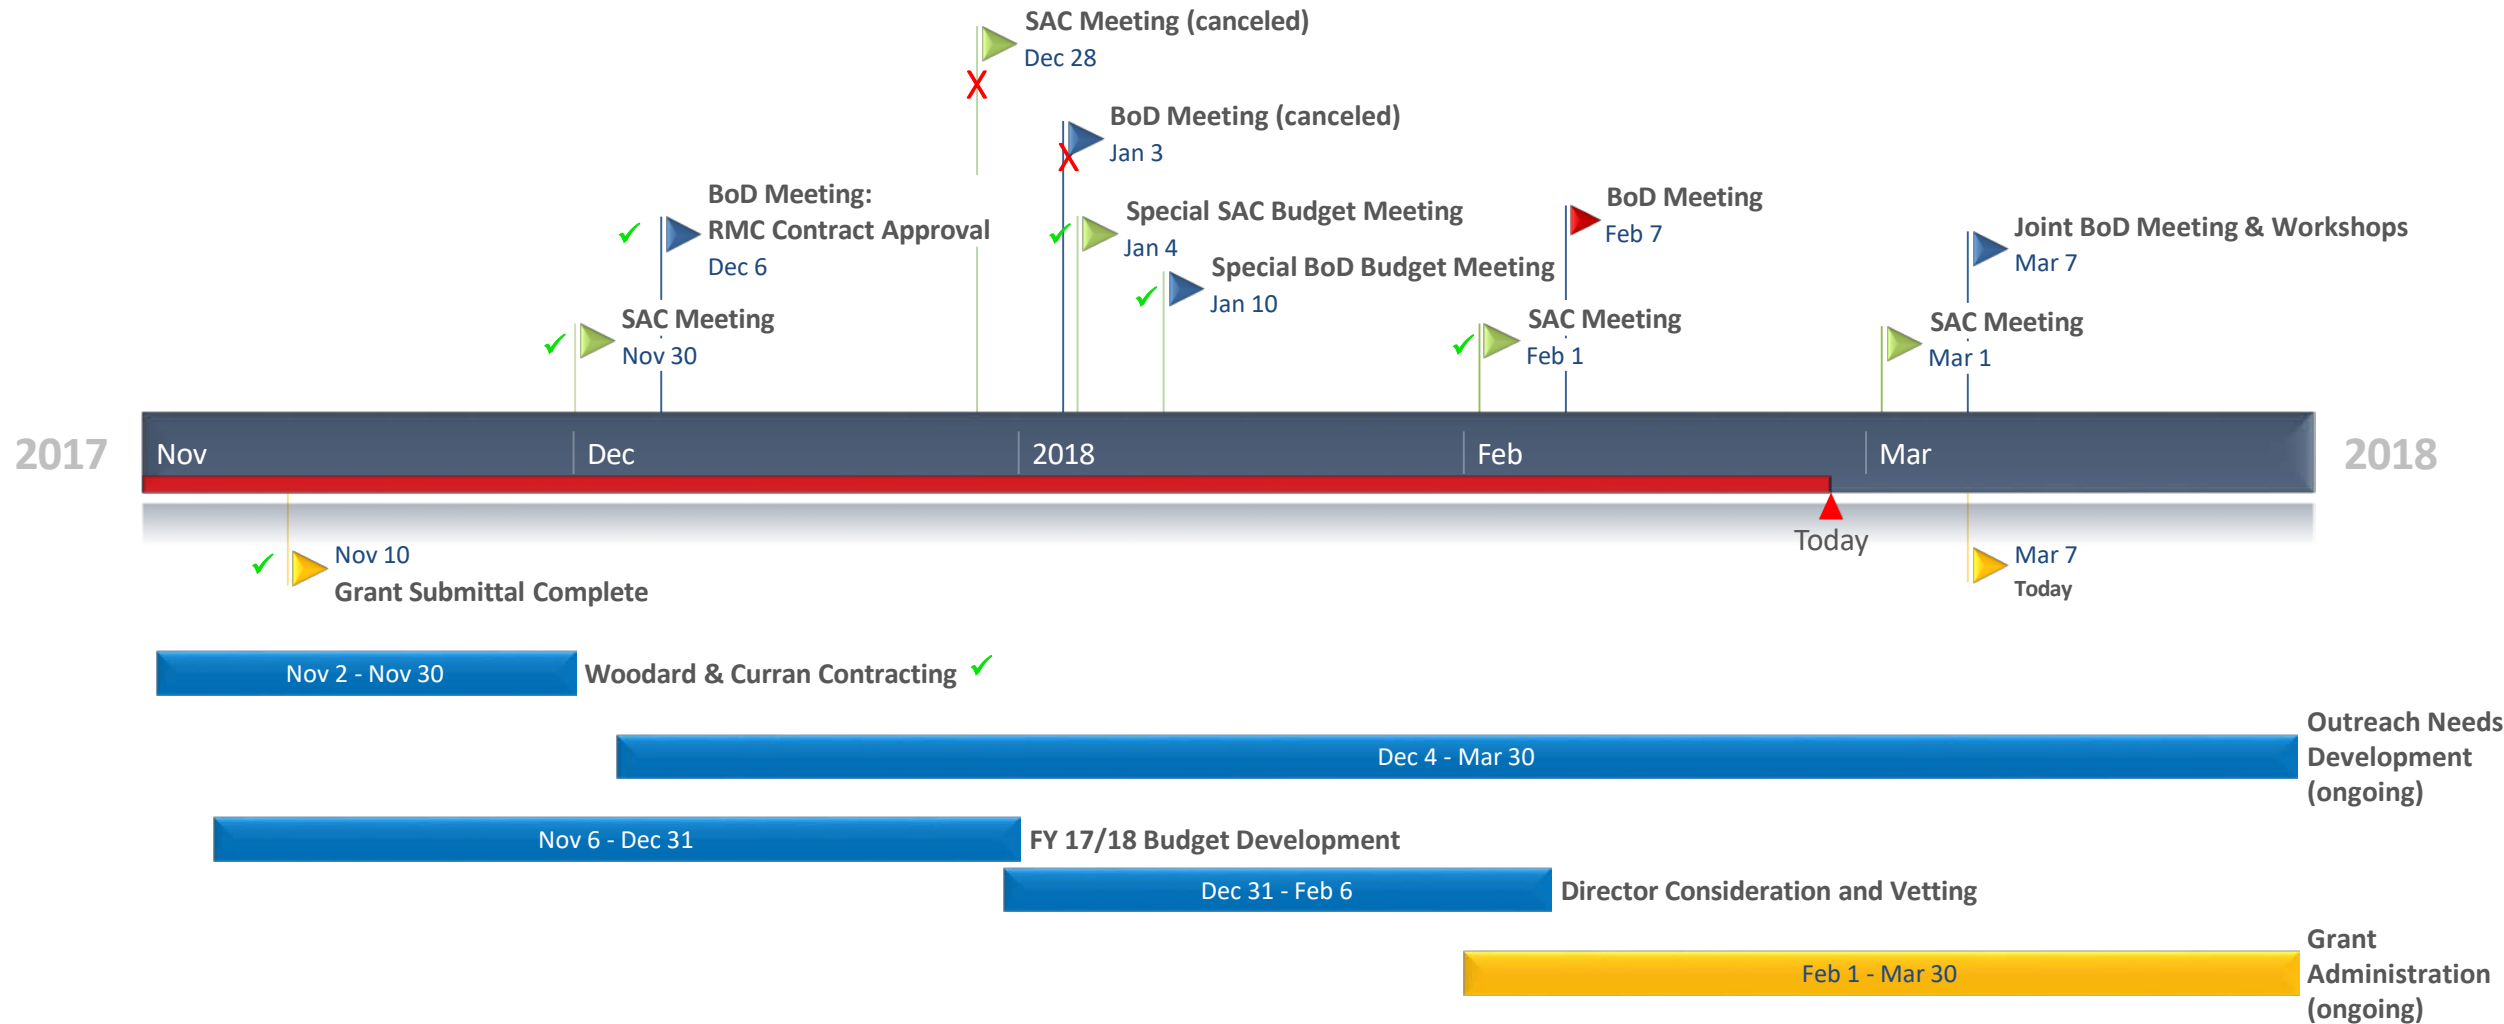 SAC Meeting (canceled)
Dec 28
BoD Meeting (canceled)
Jan 3
BoD Meeting:
RMC Contract Approval
Dec 6
Special SAC Budget Meeting
Jan 4
BoD Meeting
Feb 7
Joint BoD Meeting & Workshops
Mar 7
Special BoD Budget Meeting
Jan 10
SAC Meeting
Nov 30
SAC Meeting
Feb 1
SAC Meeting
Mar 1
2017
Nov
Dec
2018
Feb
Mar
2018
Today
Nov 10
Grant Submittal Complete
Mar 7
Today
Nov 2 - Nov 30
Woodard & Curran Contracting
Dec 4 - Mar 30
Outreach Needs
Development
(ongoing)
Nov 6 - Dec 31
FY 17/18 Budget Development
Dec 31 - Feb 6
Director Consideration and Vetting
Feb 1 - Mar 30
Grant
Administration
(ongoing)